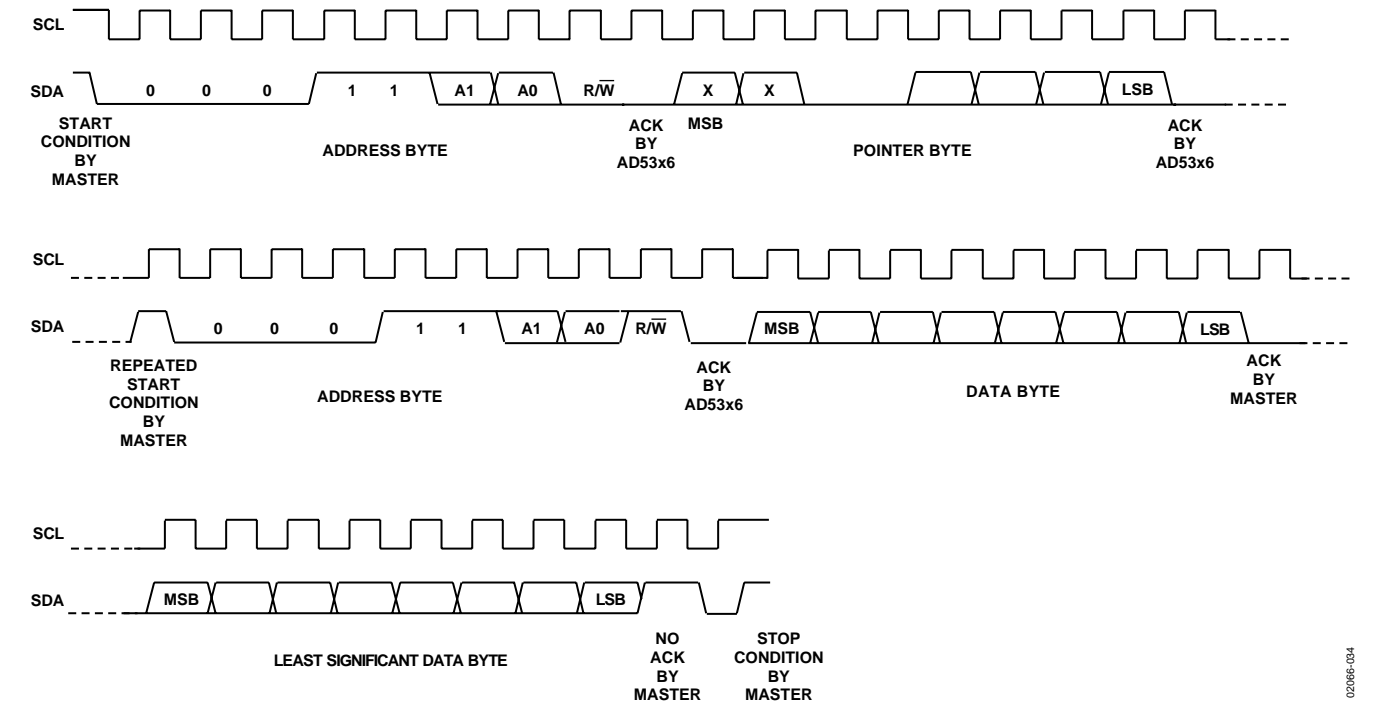 SCL
SDA 0 0 0 1 1 A1 A0 R/W̅ X X LSB
START CONDITION BY MASTER
ADDRESS BYTE
ACK BY AD53x6
MSB
POINTER BYTE
ACK BY AD53x6
SCL
SDA 0 0 0 1 1 A1 A0 R/W̅ MSB LSB
REPEATED START CONDITION BY MASTER
ADDRESS BYTE
ACK BY AD53x6
DATA BYTE
ACK BY MASTER
SCL
SDA MSB LSB
LEAST SIGNIFICANT DATA BYTE
NO ACK BY MASTER
STOP CONDITION BY MASTER
02066-034